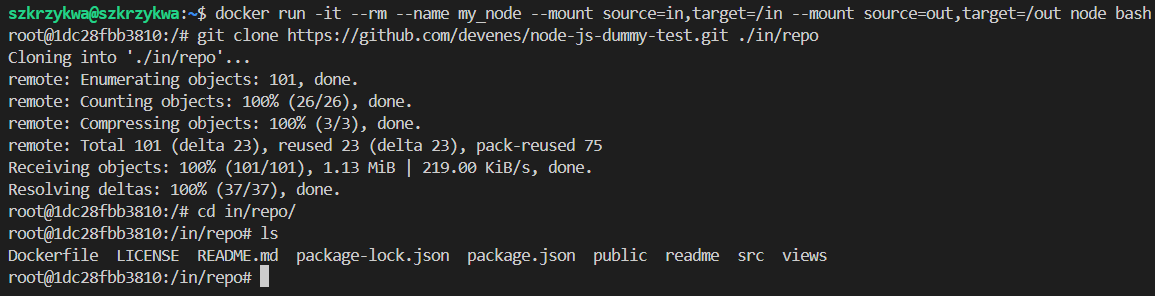 szkrzykwa@szkrzykwa:~$ docker run -it --rm --name my_node --mount source=in,target=/in --mount source=out,target=/out node bash
root@1dc28fbb3810:/# git clone https://github.com/devenes/node-js-dummy-test.git ./in/repo
Cloning into './in/repo'...
remote: Enumerating objects: 101, done.
remote: Counting objects: 100% (26/26), done.
remote: Compressing objects: 100% (3/3), done.
remote: Total 101 (delta 23), reused 23 (delta 23), pack-reused 75
Receiving objects: 100% (101/101), 1.13 MiB | 219.00 KiB/s, done.
Resolving deltas: 100% (37/37), done.
root@1dc28fbb3810:/# cd in/repo/
root@1dc28fbb3810:/in/repo# ls
Dockerfile  LICENSE  README.md  package-lock.json  package.json  public  readme  src  views
root@1dc28fbb3810:/in/repo#